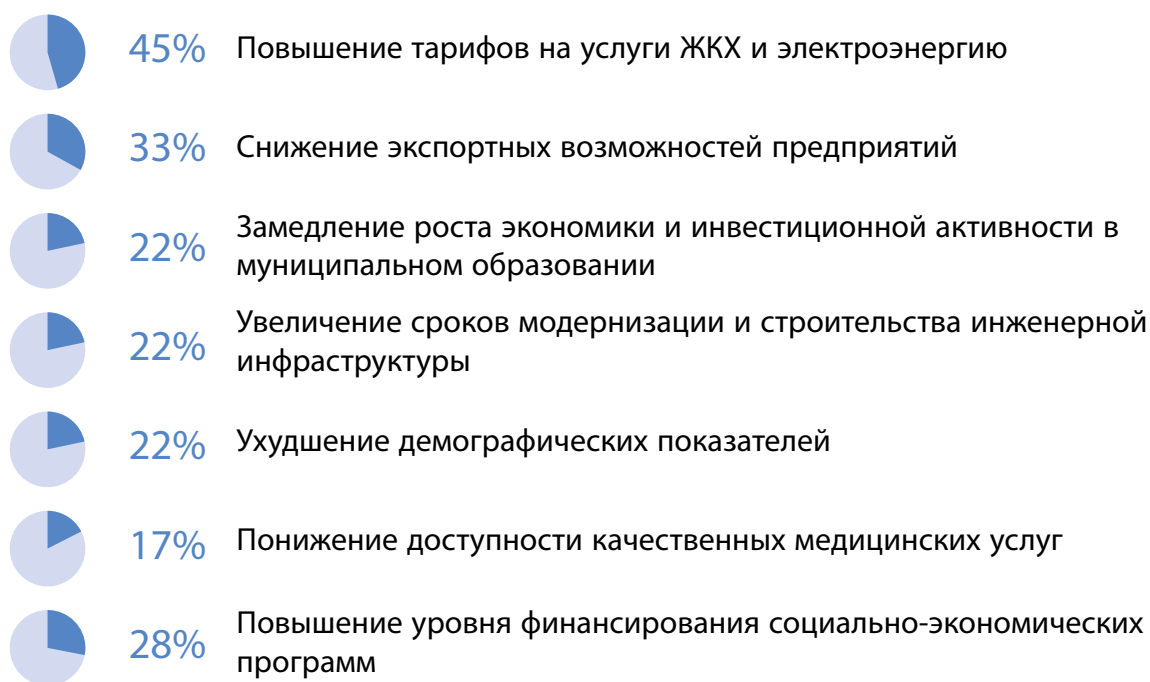 45% Повышение тарифов на услуги ЖКХ и электроэнергию
33% Снижение экспортных возможностей предприятий
22% Замедление роста экономики и инвестиционной активности в
муниципальном образовании
22% Увеличение сроков модернизации и строительства инженерной
инфраструктуры
22% Ухудшение демографических показателей
17% Понижение доступности качественных медицинских услуг
28% Повышение уровня финансирования социально-экономических
программ